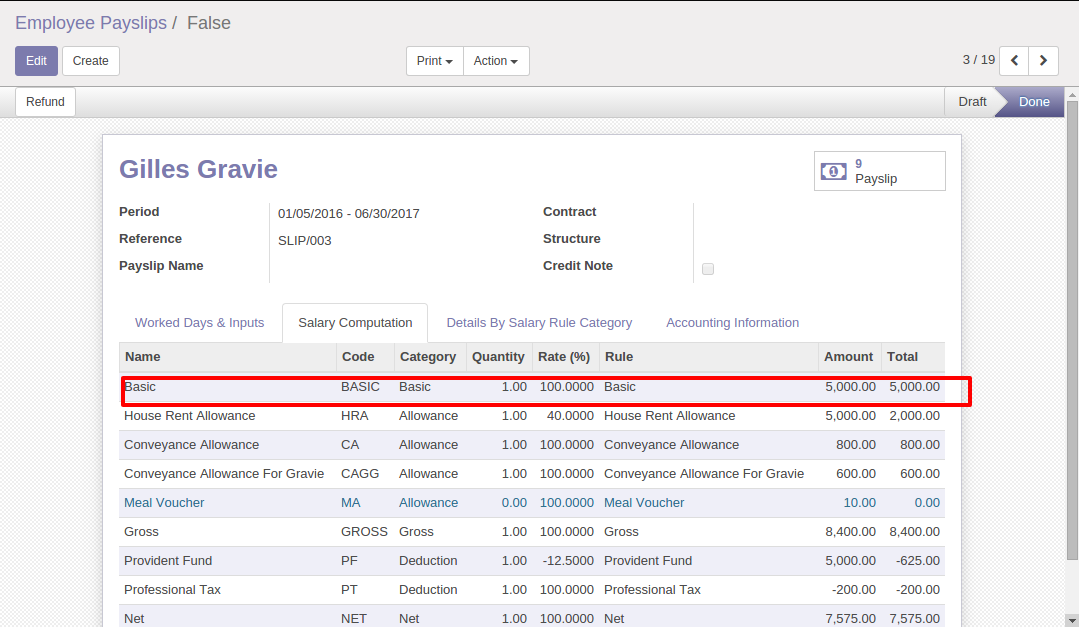 Employee Payslips / False
Edit Create Print Action 3 / 19
Refund Draft Done
Gilles Gravie
9
Payslip
Period 01/05/2016 - 06/30/2017 Contract
Reference SLIP/003 Structure
Payslip Name Credit Note
Worked Days & Inputs Salary Computation Details By Salary Rule Category Accounting Information
Name Code Category Quantity Rate (%) Rule Amount Total
Basic BASIC Basic 1.00 100.0000 Basic 5,000.00 5,000.00
House Rent Allowance HRA Allowance 1.00 40.0000 House Rent Allowance 5,000.00 2,000.00
Conveyance Allowance CA Allowance 1.00 100.0000 Conveyance Allowance 800.00 800.00
Conveyance Allowance For Gravie CAGG Allowance 1.00 100.0000 Conveyance Allowance For Gravie 600.00 600.00
Meal Voucher MA Allowance 0.00 100.0000 Meal Voucher 10.00 0.00
Gross GROSS Gross 1.00 100.0000 Gross 8,400.00 8,400.00
Provident Fund PF Deduction 1.00 -12.5000 Provident Fund 5,000.00 -625.00
Professional Tax PT Deduction 1.00 100.0000 Professional Tax -200.00 -200.00
Net NET Net 1.00 100.0000 Net 7,575.00 7,575.00